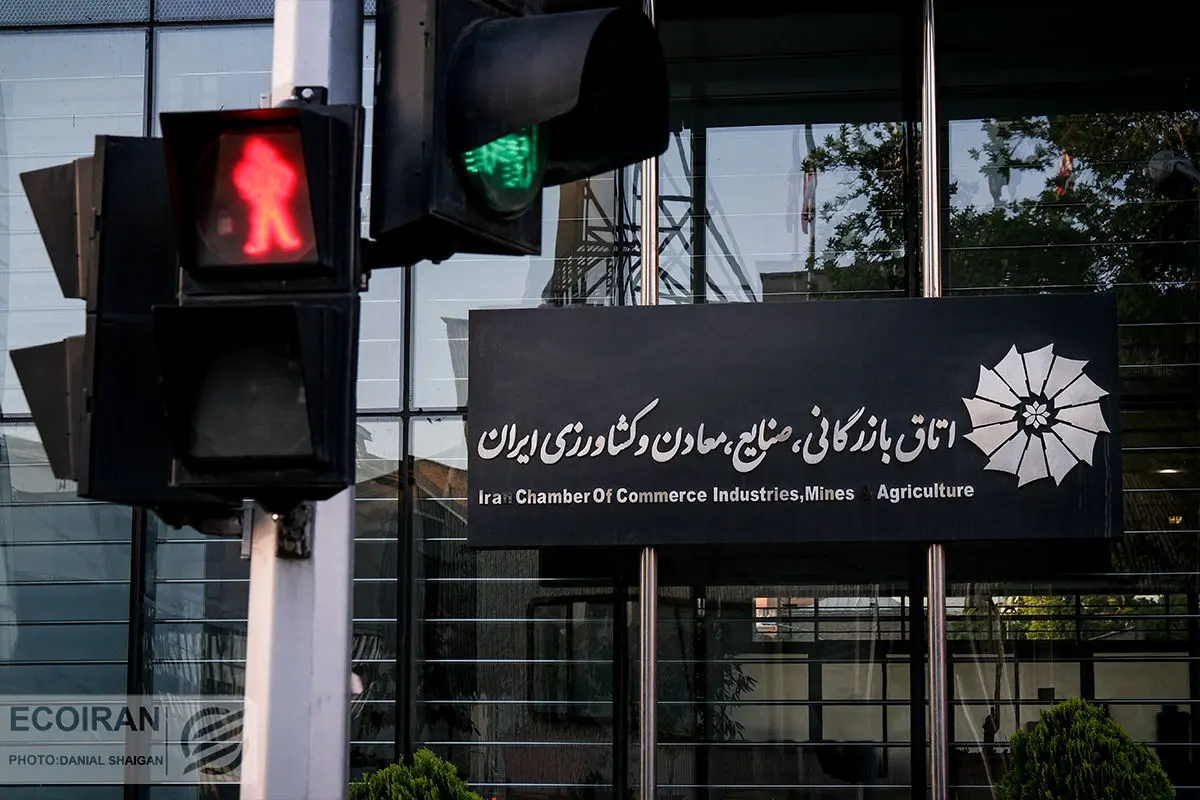 اتاق بازرگانی، صنایع، معادن و کشاورزی ایران
Iran Chamber Of Commerce Industries,Mines & Agriculture
ECOIRAN
PHOTO:DANIAL SHAIGAN